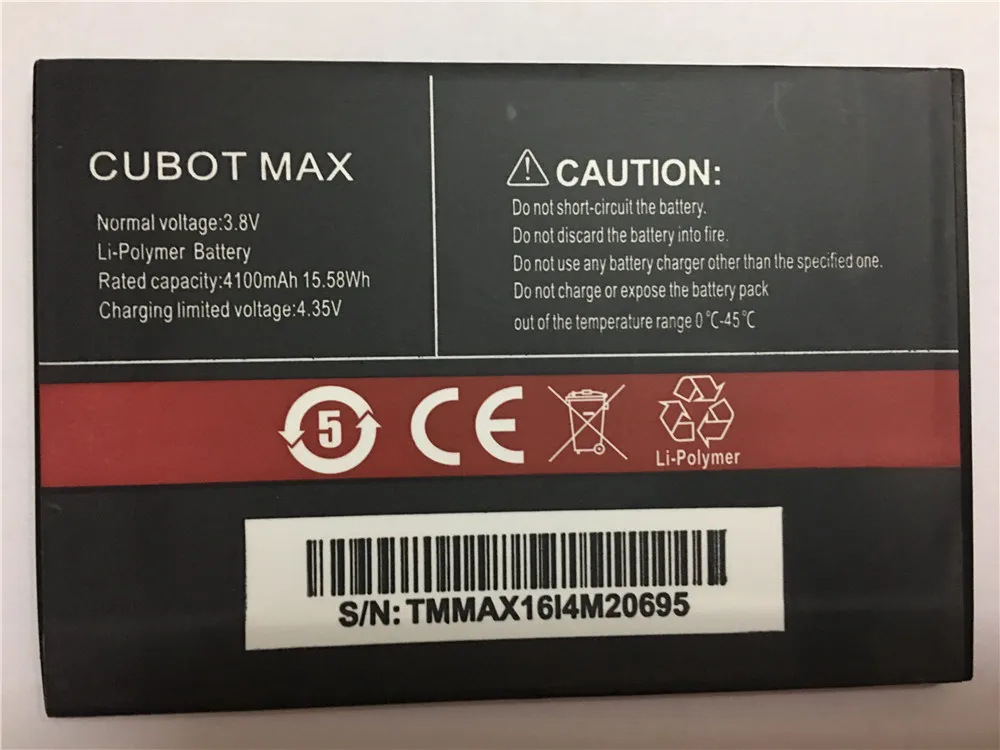 CUBOT MAX
Normal voltage:3.8V
Li-Polymer Battery
Rated capacity:4100mAh 15.58Wh
Charging limited voltage:4.35V
CAUTION:
Do not short-circuit the battery.
Do not discard the battery into fire.
Do not use any battery charger other than the specified one.
Do not charge or expose the battery pack
out of the temperature range 0℃-45℃
5
CE
Li-Polymer
S/N: TMMAX16I4M20695